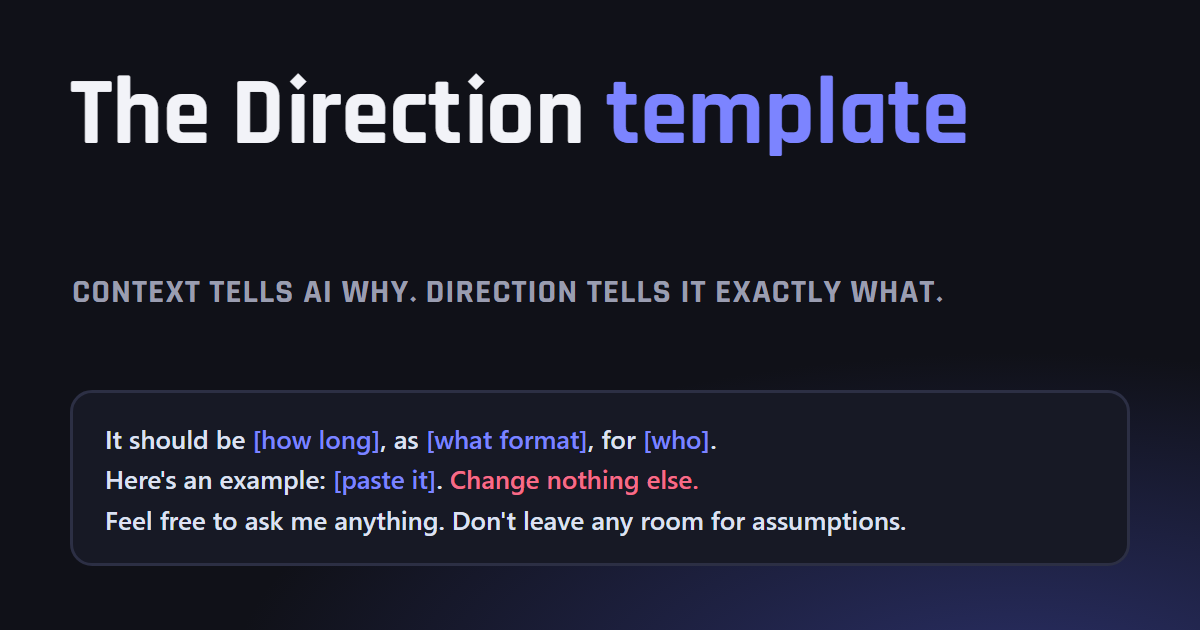 The Direction template
CONTEXT TELLS AI WHY. DIRECTION TELLS IT EXACTLY WHAT.
It should be [how long], as [what format], for [who].
Here's an example: [paste it]. Change nothing else.
Feel free to ask me anything. Don't leave any room for assumptions.